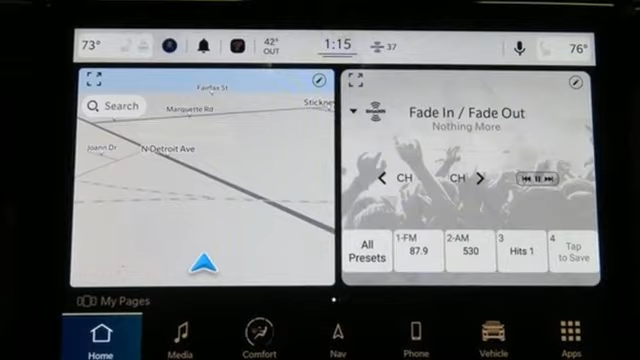 73°
42°
OUT
1:15
37
76°
Search
Fairfax St
Marquette Rd
Stickne
Joann Dr
N Detroit Ave
SiriusXM
Fade In / Fade Out
Nothing More
CH
CH
All
Presets
1-FM
87.9
2-AM
530
3
Hits 1
4
Tap
to Save
My Pages
Home
Media
Comfort
Nav
Phone
Vehicle
Apps